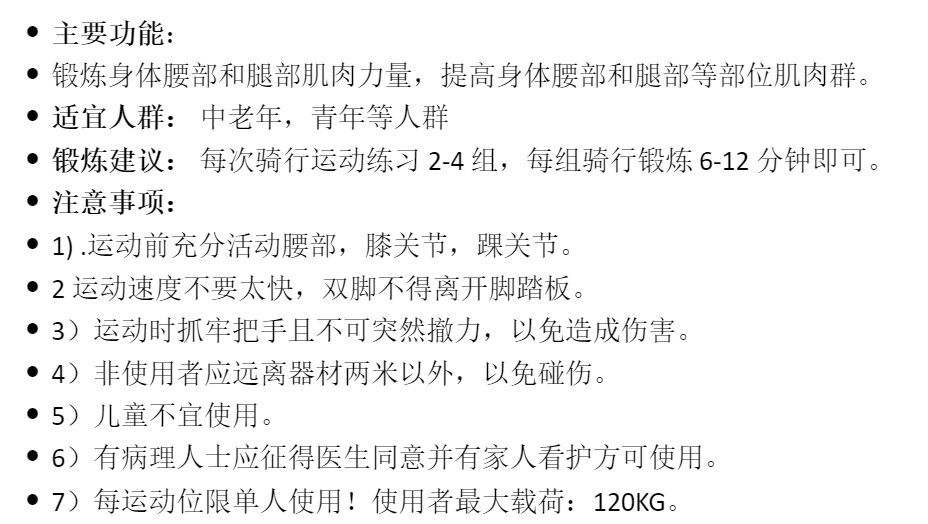 • 主要功能：
• 锻炼身体腰部和腿部肌肉力量，提高身体腰部和腿部等部位肌肉群。
• 适宜人群： 中老年，青年等人群
• 锻炼建议： 每次骑行运动练习 2-4 组，每组骑行锻炼 6-12 分钟即可。
• 注意事项：
• 1) .运动前充分活动腰部，膝关节，踝关节。
• 2 运动速度不要太快，双脚不得离开脚踏板。
• 3）运动时抓牢把手且不可突然撤力，以免造成伤害。
• 4）非使用者应远离器材两米以外，以免碰伤。
• 5）儿童不宜使用。
• 6）有病理人士应征得医生同意并有家人看护方可使用。
• 7）每运动位限单人使用！使用者最大载荷：120KG。